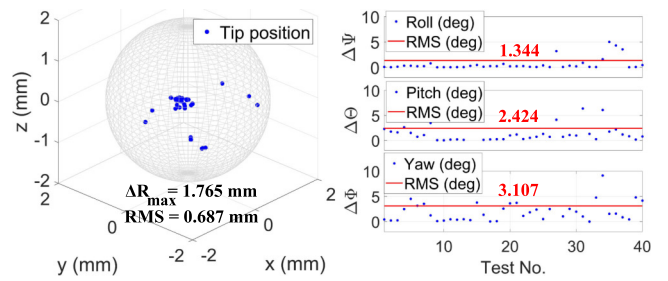 Tip position
z (mm)
2
1
0
-1
-2
ΔR max = 1.765 mm
RMS = 0.687 mm
2
0
-2
y (mm)
-2
0
2
x (mm)
ΔΨ
10
5
0
Roll (deg)
RMS (deg)
1.344
ΔΘ
10
5
0
Pitch (deg)
RMS (deg)
2.424
ΔΦ
10
5
0
Yaw (deg)
RMS (deg)
3.107
10 20 30 40
Test No.